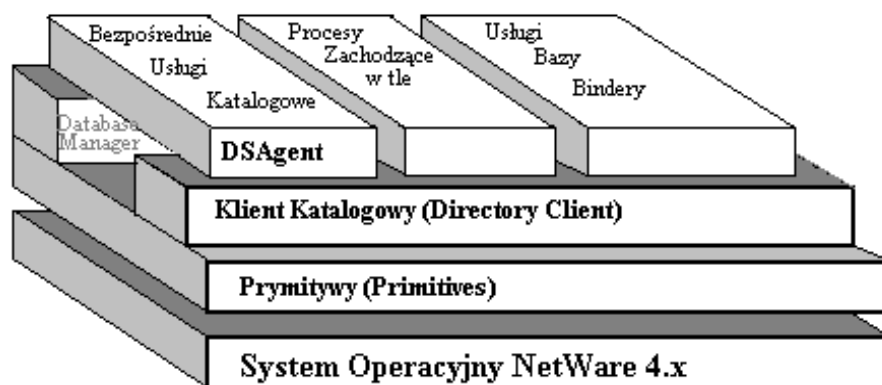 Bezpośrednie
Usługi
Katalogowe
Procesy
Zachodzące
w tle
Usługi
Bazy
Bindery
Database
Manager
DSAgent
Klient Katalogowy (Directory Client)
Prymitywy (Primitives)
System Operacyjny NetWare 4.x